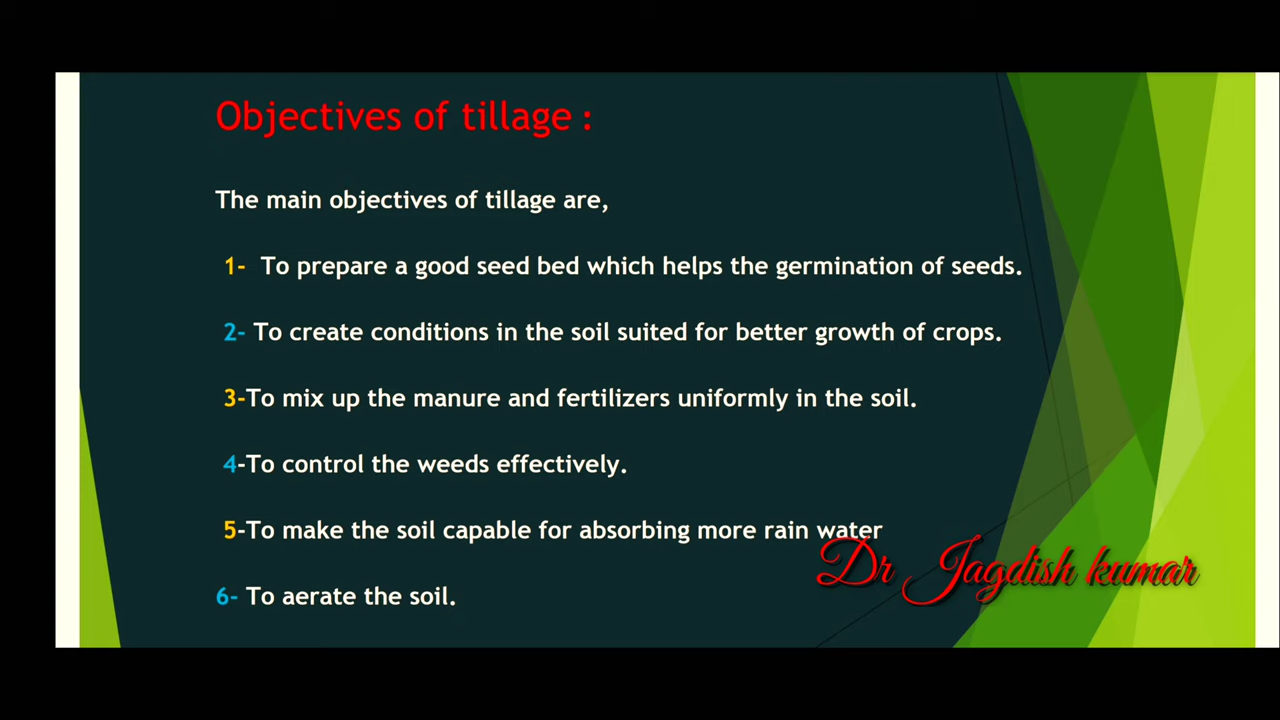 Objectives of tillage :
The main objectives of tillage are,
1- To prepare a good seed bed which helps the germination of seeds.
2- To create conditions in the soil suited for better growth of crops.
3-To mix up the manure and fertilizers uniformly in the soil.
4-To control the weeds effectively.
5-To make the soil capable for absorbing more rain water
Dr Jagdish kumar
6- To aerate the soil.